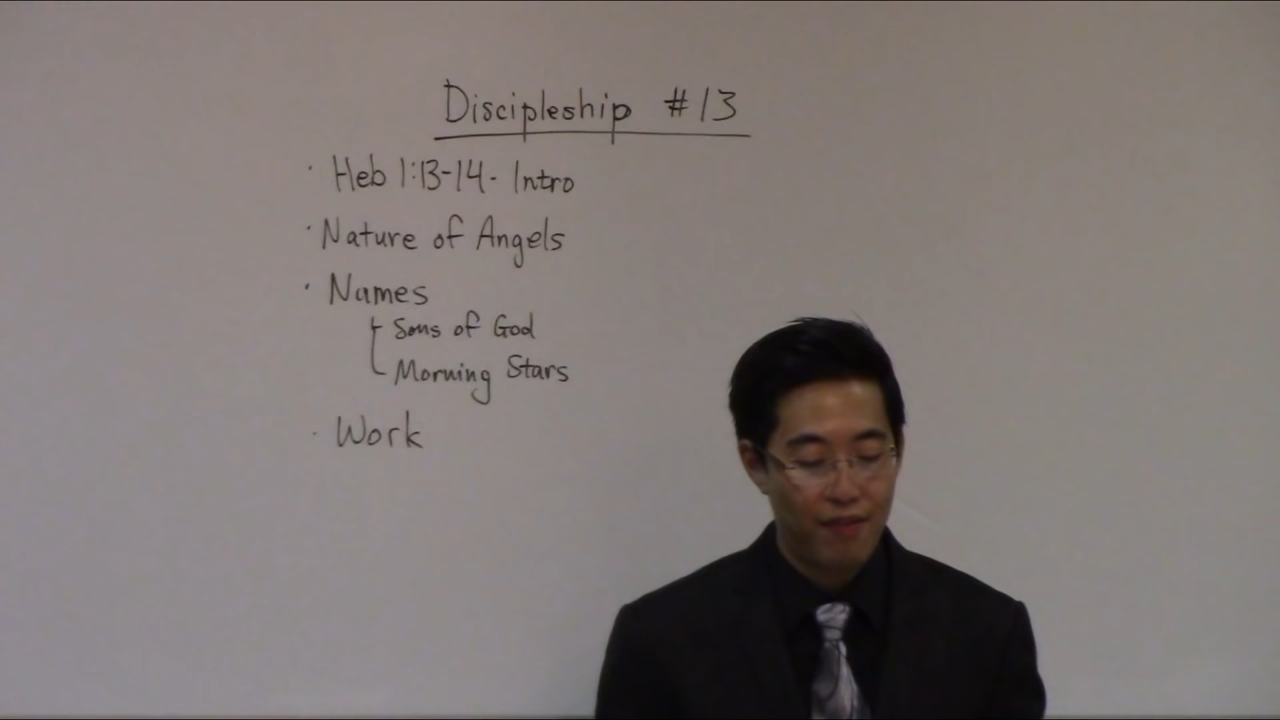 Discipleship #13
· Heb 1:13-14- Intro
· Nature of Angels
· Names
- Sons of God
- Morning Stars
· Work